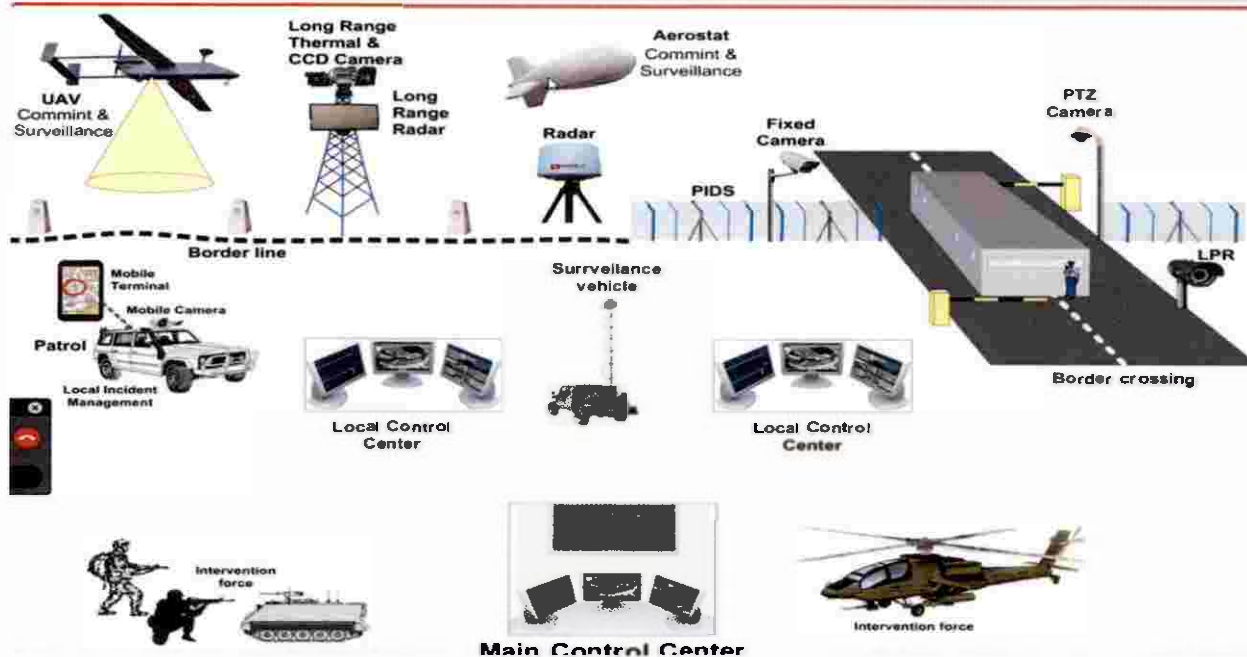 Long Range
Thermal &
CCD Camera
Aerostat
Commint &
Surveillance
UAV
Commint &
Surveillance
Long
Range
Radar
Radar
Fixed
Camera
PTZ
Camera
PIDS
LPR
Border line
Mobile
Terminal
Mobile Camera
Patrol
Local Incident
Management
Surrveilance
vehicle
Border crossing
Local Control
Center
Local Control
Center
Intervention
force
Main Control Center
Intervention force